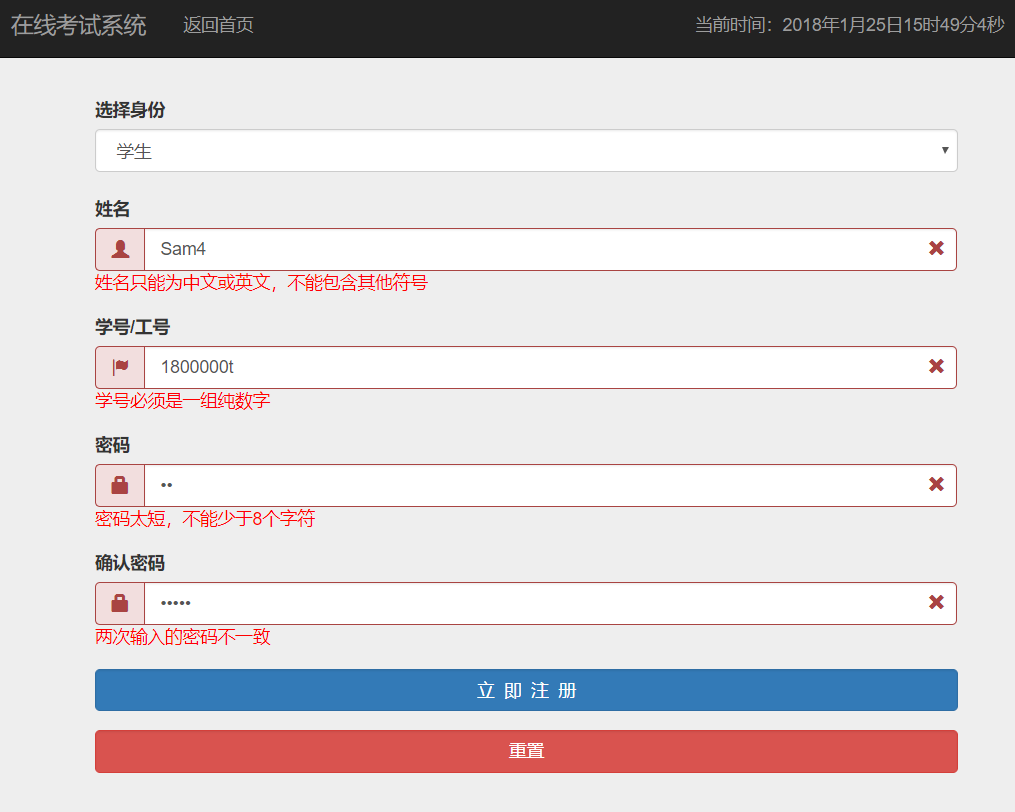 在线考试系统 返回首页 当前时间：2018年1月25日15时49分4秒
选择身份
学生
姓名
Sam4
姓名只能为中文或英文，不能包含其他符号
学号/工号
1800000t
学号必须是一组纯数字
密码
••
密码太短，不能少于8个字符
确认密码
•••••
两次输入的密码不一致
立 即 注 册
重置